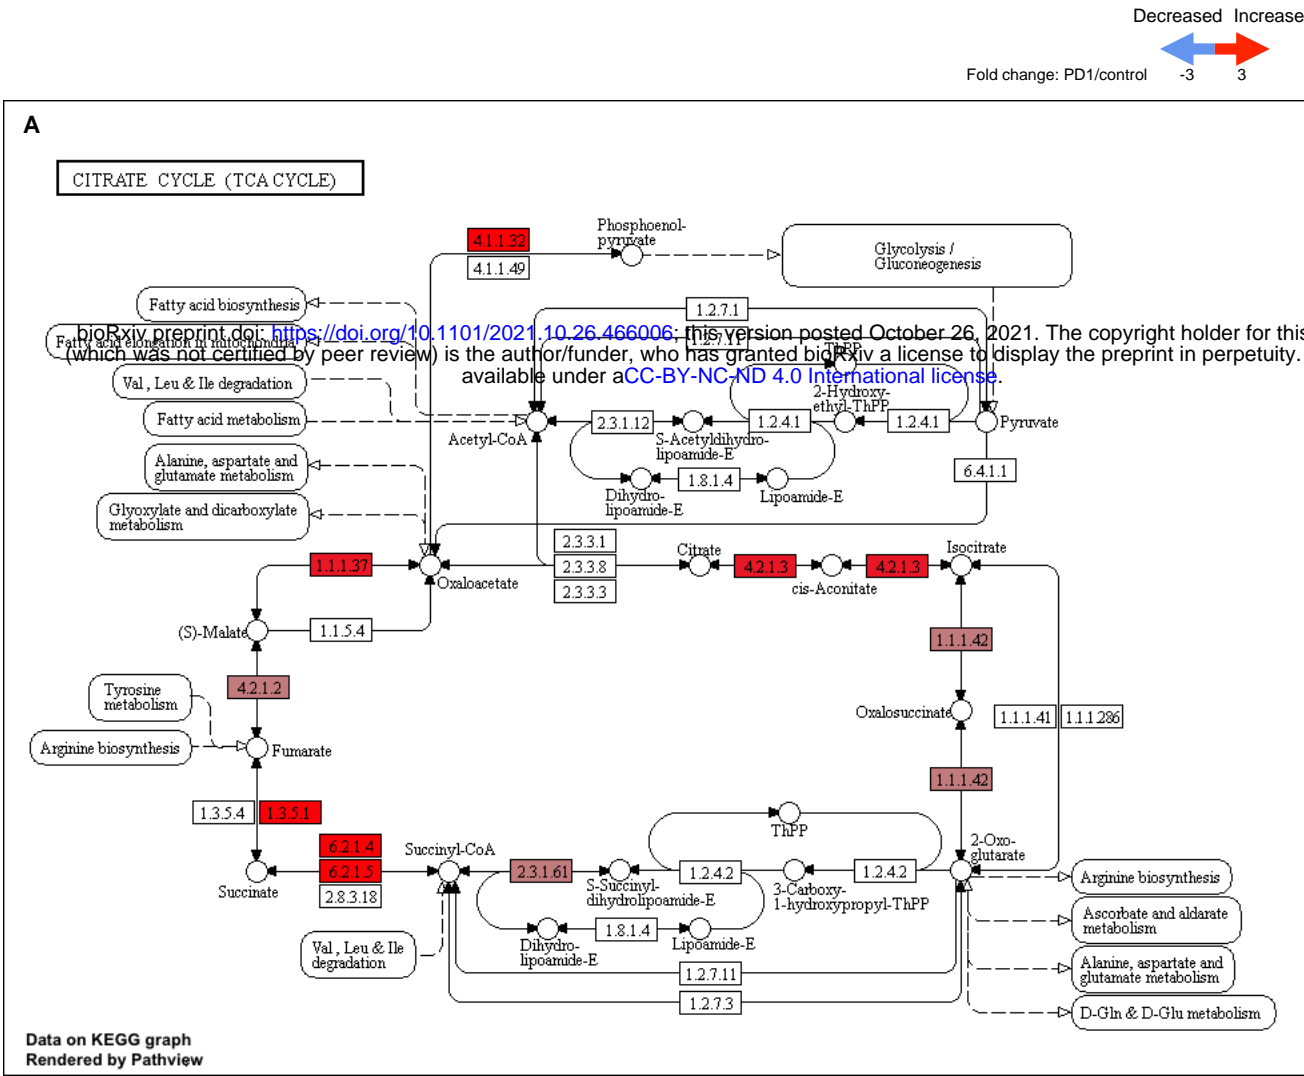 Decreased Increase
Fold change: PD1/control -3 3
A
CITRATE CYCLE (TCA CYCLE)
Phosphoenol-
pyruvate
4.1.1.32
4.1.1.49
Glycolysis /
Gluconeogenesis
Fatty acid biosynthesis
1.2.7.1
bioRxiv preprint doi: https://doi.org/10.1101/2021.10.26.466006; this version posted October 26, 2021. The copyright holder for this
Fatty acid elongation in mitochondria
1.2.7.11
(which was not certified by peer review) is the author/funder, who has granted bioRxiv a license to display the preprint in perpetuity.
ThPP
available under aCC-BY-NC-ND 4.0 International license.
Val, Leu & Ile degradation
2-Hydroxy-
ethyl-ThPP
Fatty acid metabolism
Acetyl-CoA
2.3.1.12
S-Acetyldihydro-
lipoamide-E
1.2.4.1
1.2.4.1
Pyruvate
Alanine, aspartate and
glutamate metabolism
6.4.1.1
1.8.1.4
Dihydro-
lipoamide-E
Lipoamide-E
Glyoxylate and dicarboxylate
metabolism
2.3.3.1
2.3.3.8
2.3.3.3
Citrate
Isocitrate
1.1.1.37
Oxaloacetate
4.2.1.3
4.2.1.3
cis-Aconitate
(S)-Malate
1.1.5.4
1.1.1.42
4.2.1.2
Tyrosine
metabolism
Oxalosuccinate
1.1.1.41
1.1.1.286
Arginine biosynthesis
Fumarate
1.1.1.42
1.3.5.4
1.3.5.1
ThPP
6.2.1.4
6.2.1.5
2.8.3.18
Succinyl-CoA
2-Oxo-
glutarate
Succinate
2.3.1.61
S-Succinyl-
dihydrolipoamide-E
1.2.4.2
3-Carboxy-
1-hydroxypropyl-ThPP
1.2.4.2
Arginine biosynthesis
Ascorbate and aldarate
metabolism
1.8.1.4
Dihydro-
lipoamide-E
Lipoamide-E
Val, Leu & Ile
degradation
Alanine, aspartate and
glutamate metabolism
1.2.7.11
1.2.7.3
D-Gln & D-Glu metabolism
Data on KEGG graph
Rendered by Pathview